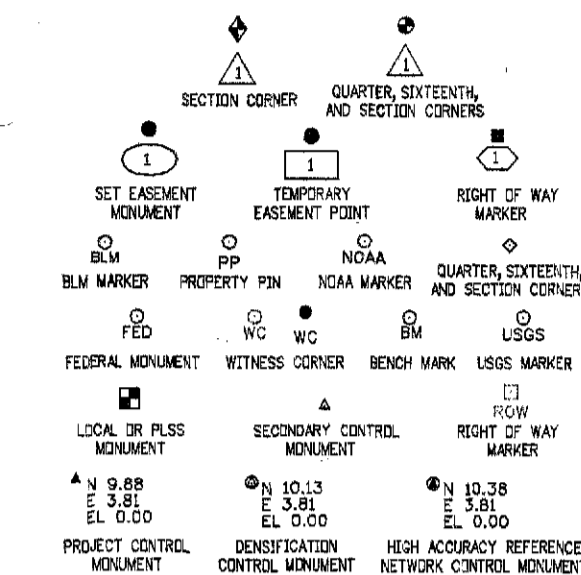 1 1
SECTION CORNER QUARTER, SIXTEENTH,
AND SECTION CORNERS
1 1 1
SET EASEMENT TEMPORARY RIGHT OF WAY
MONUMENT EASEMENT POINT MARKER
BLM PP NOAA
BLM MARKER PROPERTY PIN NOAA MARKER QUARTER, SIXTEENTH,
AND SECTION CORNER
FED WC WC BM USGS
FEDERAL MONUMENT WITNESS CORNER BENCH MARK USGS MARKER
ROW
LOCAL OR PLSS SECONDARY CONTROL RIGHT OF WAY
MONUMENT MONUMENT MARKER
N 9.88 N 10.13 N 10.38
E 3.81 E 3.81 E 3.81
EL 0.00 EL 0.00 EL 0.00
PROJECT CONTROL DENSIFICATION HIGH ACCURACY REFERENCE
MONUMENT CONTROL MONUMENT NETWORK CONTROL MONUMENT